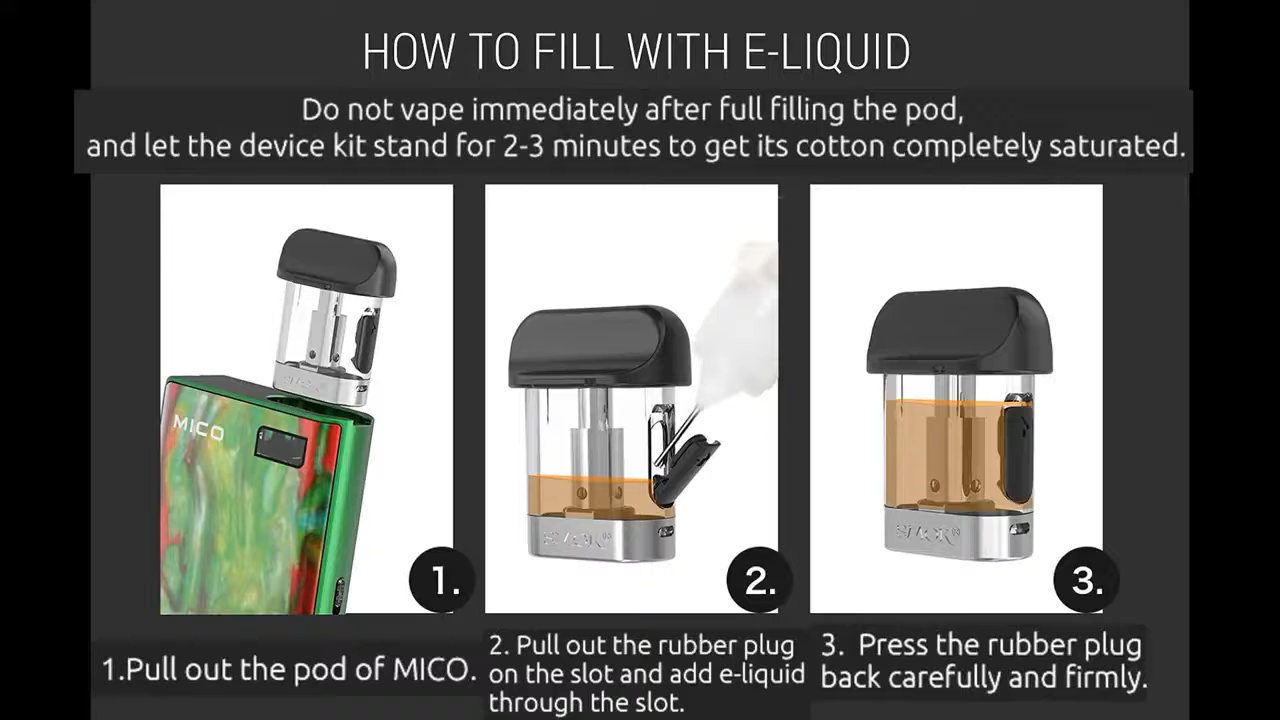 HOW TO FILL WITH E-LIQUID
Do not vape immediately after full filling the pod,
and let the device kit stand for 2-3 minutes to get its cotton completely saturated.
MICO
1.
SMOK
2.
SMOK
3.
1.Pull out the pod of MICO.
2. Pull out the rubber plug
on the slot and add e-liquid
through the slot.
3. Press the rubber plug
back carefully and firmly.